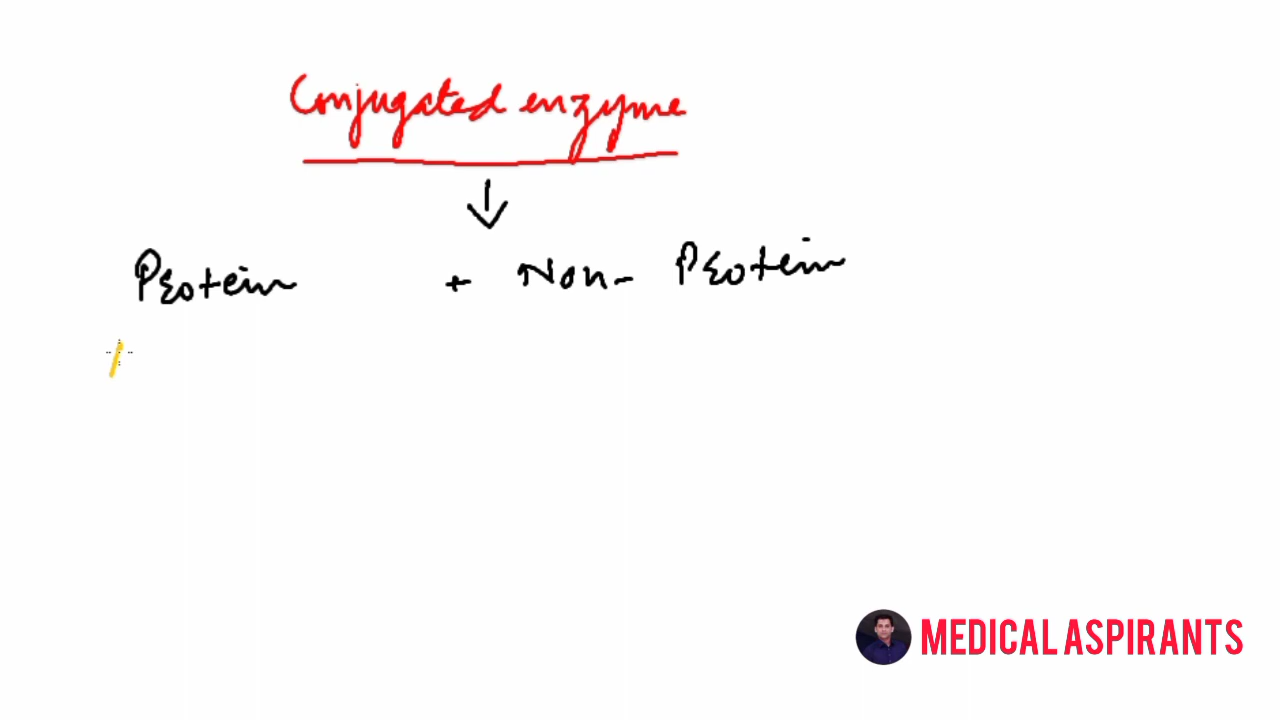 Conjugated enzyme
Protein + Non-Protein
MEDICAL ASPIRANTS